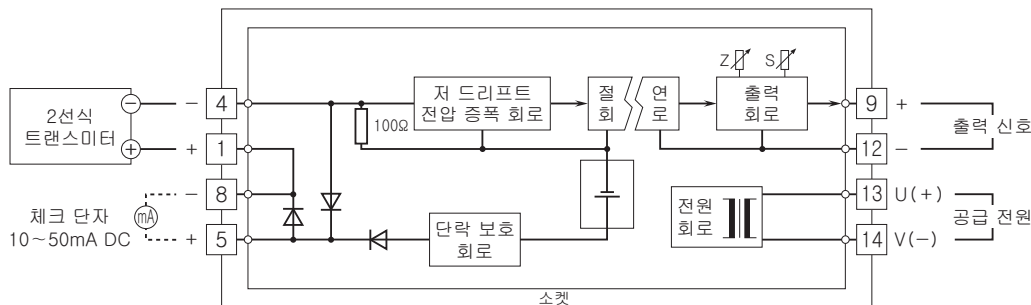 2선식
트랜스미터
−
+
−
4
+
1
−
8
+
5
체크 단자
10～50mA DC
mA
100Ω
저 드리프트
전압 증폭 회로
절 연
회 로
Z
S
출력
회로
단락 보호
회로
전원
회로
9
+
12
−
출력 신호
13
U(+)
14
V(−)
공급 전원
소켓